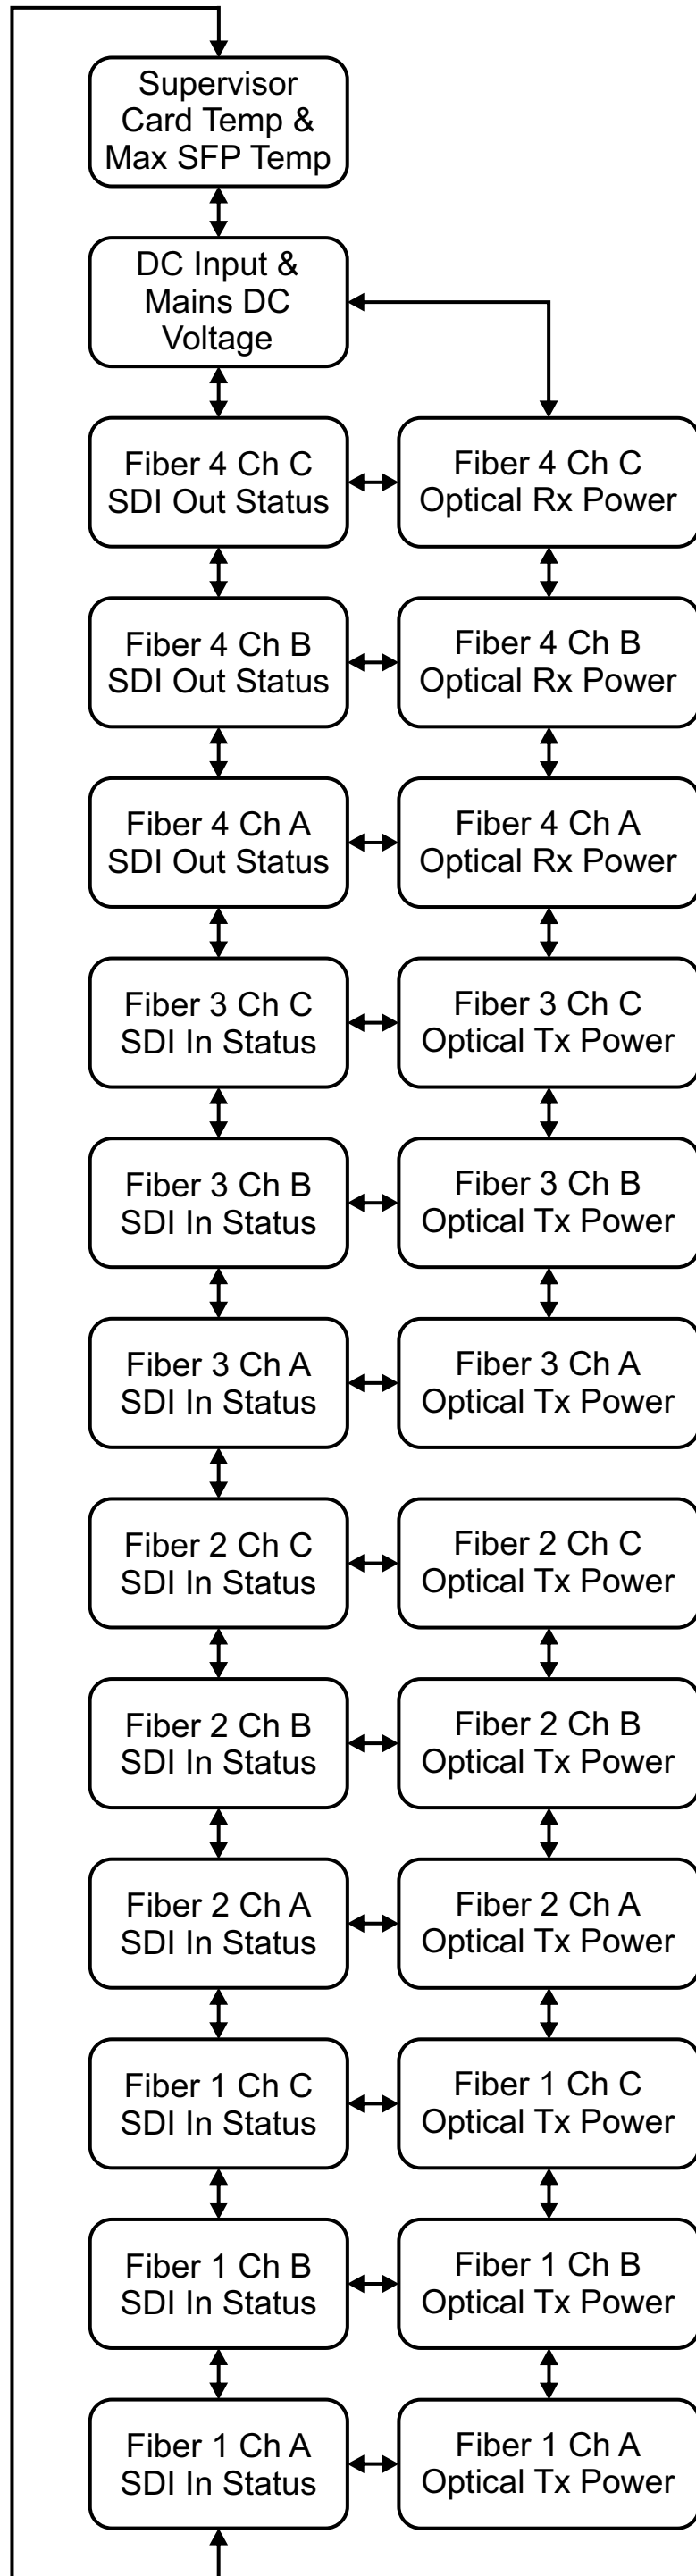 Supervisor
Card Temp &
Max SFP Temp
DC Input &
Mains DC
Voltage
Fiber 4 Ch C
SDI Out Status
Fiber 4 Ch C
Optical Rx Power
Fiber 4 Ch B
SDI Out Status
Fiber 4 Ch B
Optical Rx Power
Fiber 4 Ch A
SDI Out Status
Fiber 4 Ch A
Optical Rx Power
Fiber 3 Ch C
SDI In Status
Fiber 3 Ch C
Optical Tx Power
Fiber 3 Ch B
SDI In Status
Fiber 3 Ch B
Optical Tx Power
Fiber 3 Ch A
SDI In Status
Fiber 3 Ch A
Optical Tx Power
Fiber 2 Ch C
SDI In Status
Fiber 2 Ch C
Optical Tx Power
Fiber 2 Ch B
SDI In Status
Fiber 2 Ch B
Optical Tx Power
Fiber 2 Ch A
SDI In Status
Fiber 2 Ch A
Optical Tx Power
Fiber 1 Ch C
SDI In Status
Fiber 1 Ch C
Optical Tx Power
Fiber 1 Ch B
SDI In Status
Fiber 1 Ch B
Optical Tx Power
Fiber 1 Ch A
SDI In Status
Fiber 1 Ch A
Optical Tx Power